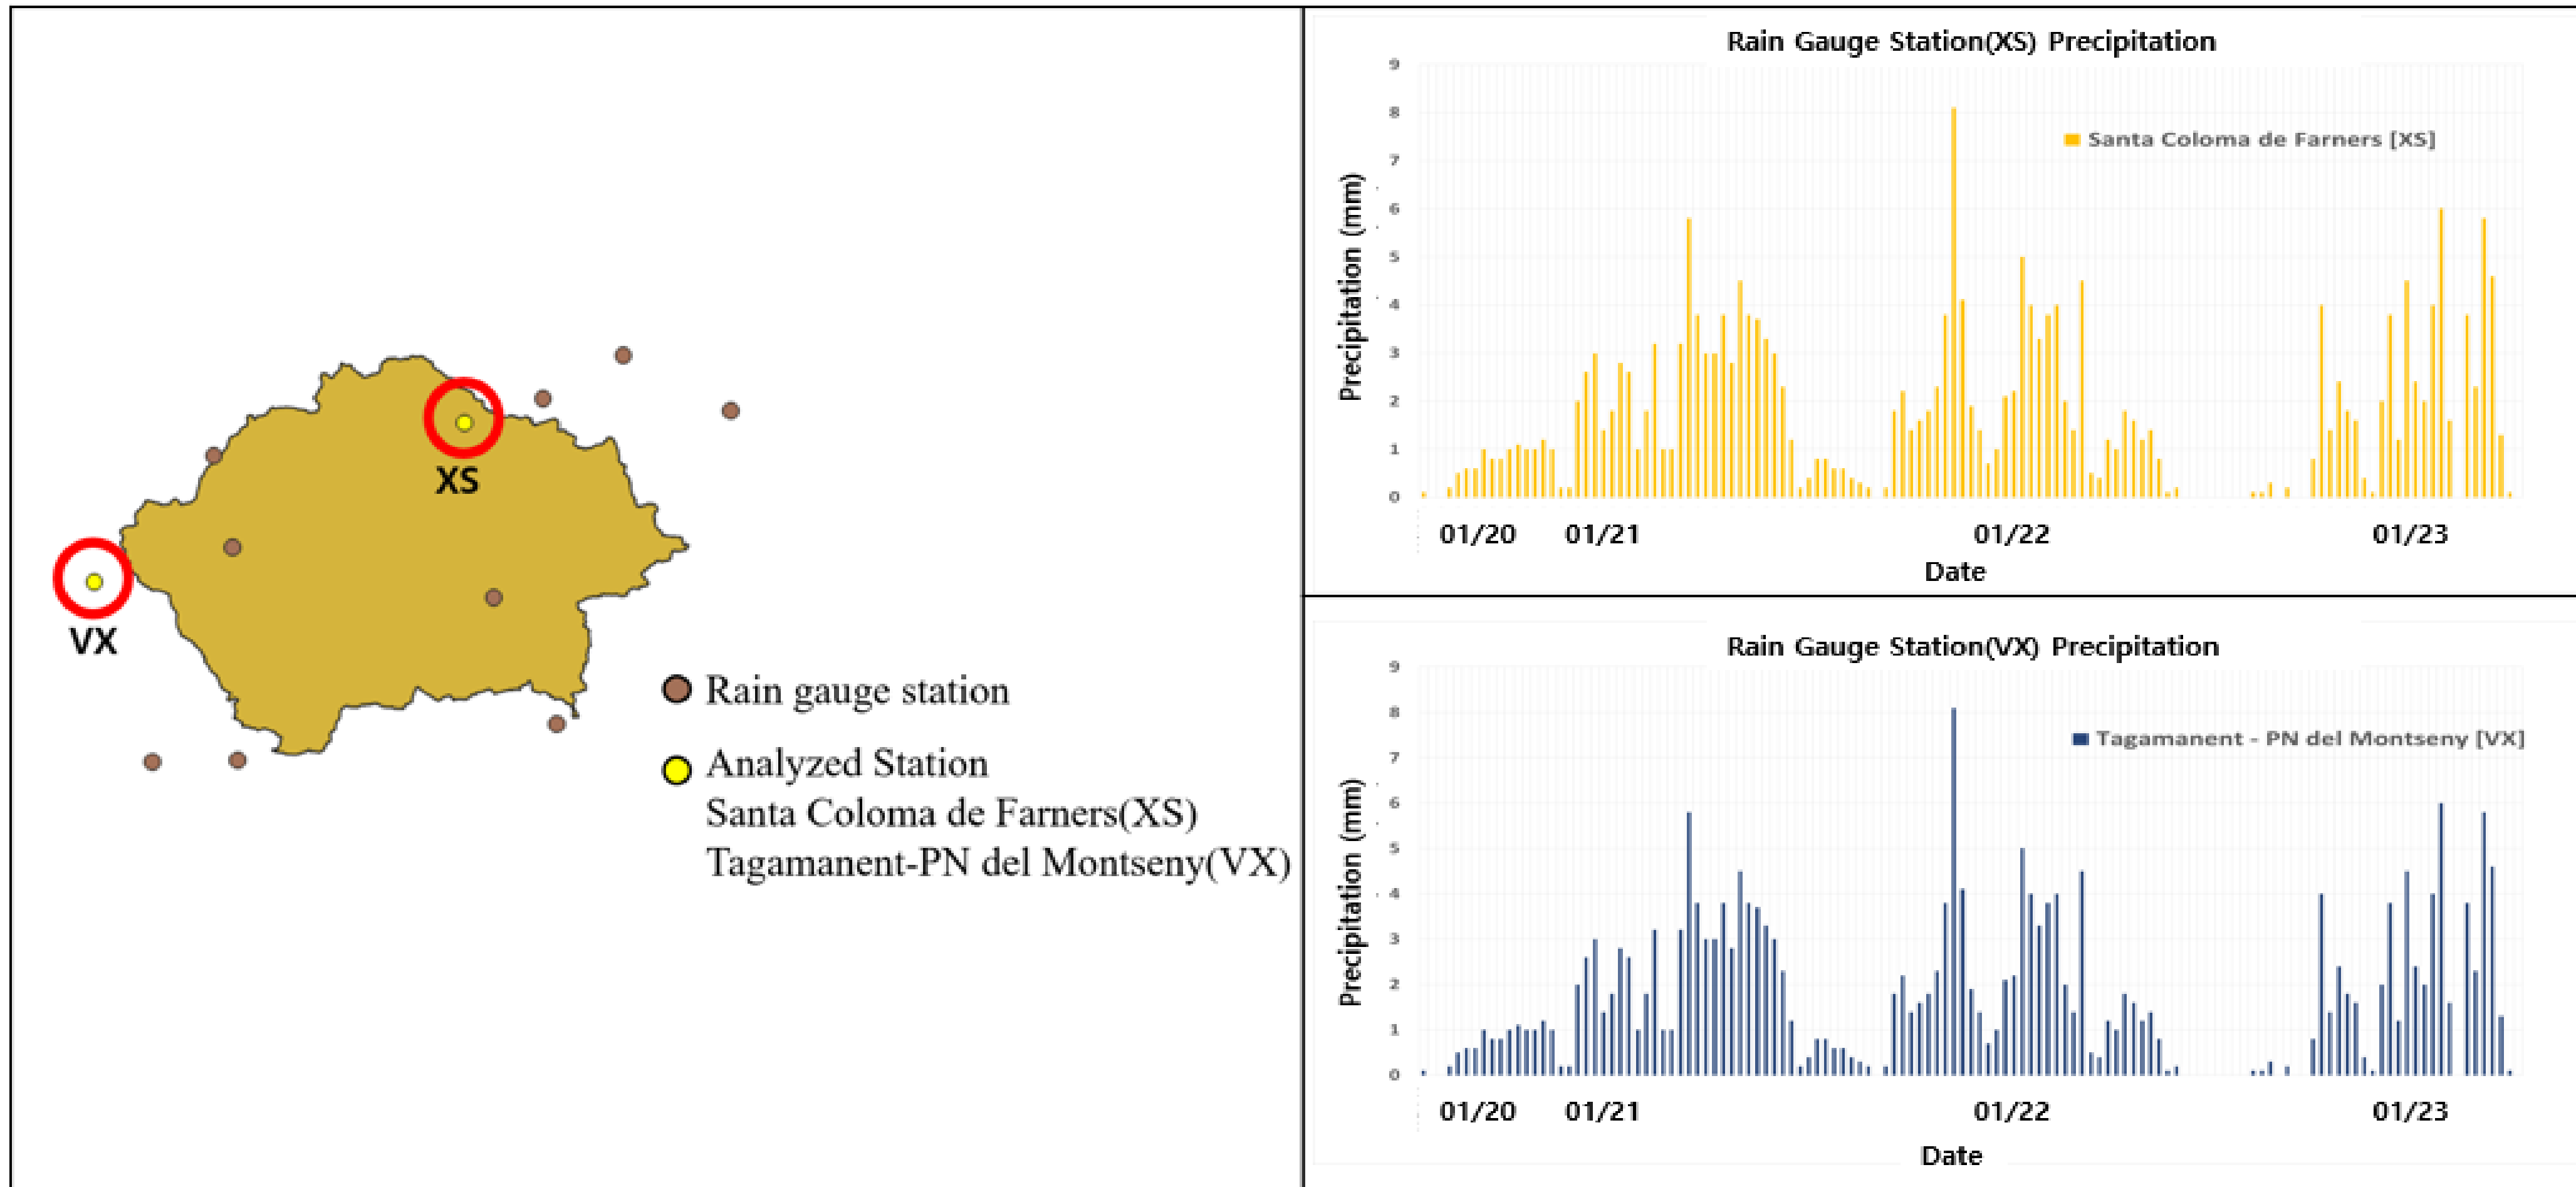 XS
VX
Rain gauge station
Analyzed Station
Santa Coloma de Farners(XS)
Tagamanent-PN del Montseny(VX)
Rain Gauge Station(XS) Precipitation
Santa Coloma de Farners [XS]
Precipitation (mm)
9
8
7
6
5
4
3
2
1
0
01/20 01/21 01/22 01/23
Date
Rain Gauge Station(VX) Precipitation
Tagamanent - PN del Montseny [VX]
Precipitation (mm)
9
8
7
6
5
4
3
2
1
0
01/20 01/21 01/22 01/23
Date